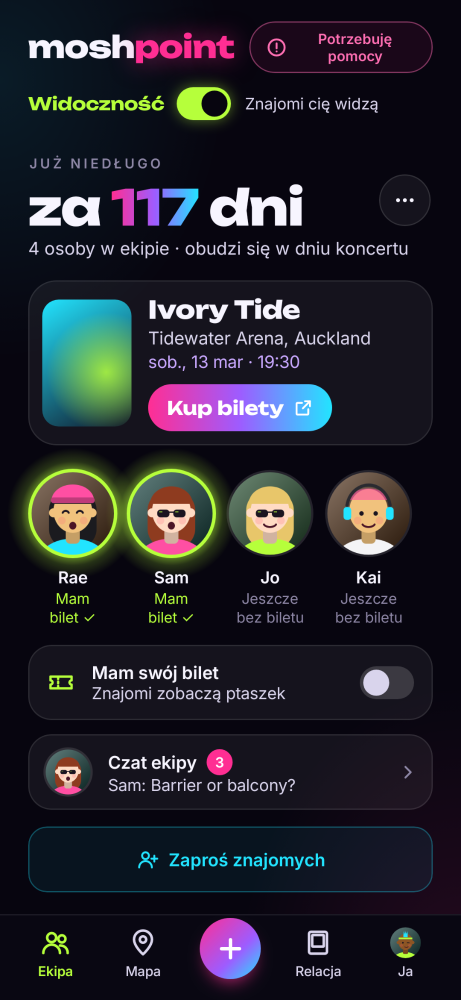 moshpoint
Potrzebuję
pomocy
Widoczność
Znajomi cię widzą
JUŻ NIEDŁUGO
za 117 dni
4 osoby w ekipie · obudzi się w dniu koncertu
Ivory Tide
Tidewater Arena, Auckland
sob., 13 mar · 19:30
Kup bilety
Rae
Mam
bilet ✓
Sam
Mam
bilet ✓
Jo
Jeszcze
bez biletu
Kai
Jeszcze
bez biletu
Mam swój bilet
Znajomi zobaczą ptaszek
Czat ekipy 3
Sam: Barrier or balcony?
Zaproś znajomych
Ekipa
Mapa
Relacja
Ja